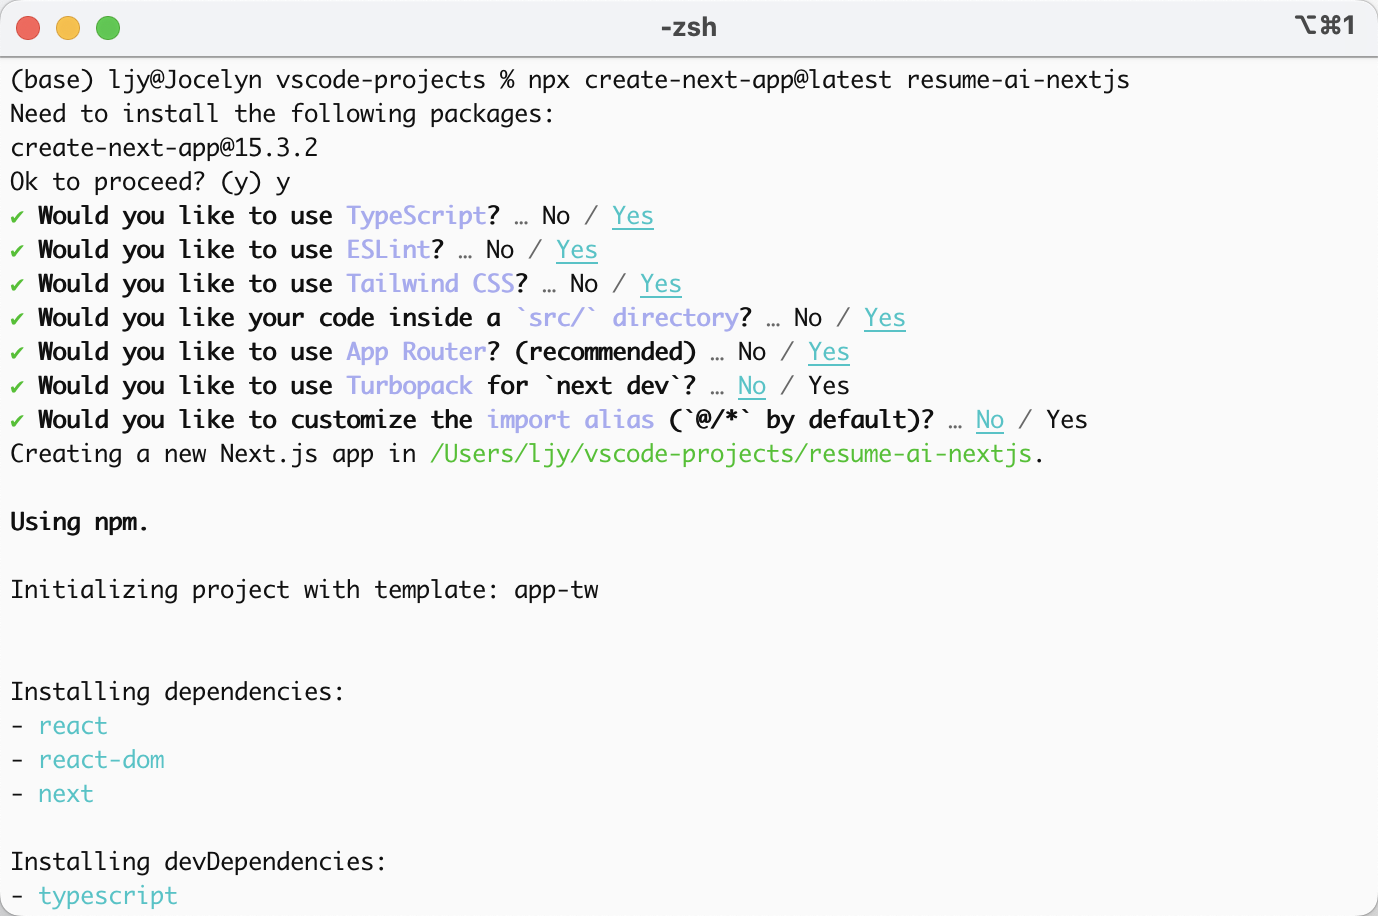 -zsh
⌥⌘1
(base) ljy@Jocelyn vscode-projects % npx create-next-app@latest resume-ai-nextjs
Need to install the following packages:
create-next-app@15.3.2
Ok to proceed? (y) y
✔ Would you like to use TypeScript? … No / Yes
✔ Would you like to use ESLint? … No / Yes
✔ Would you like to use Tailwind CSS? … No / Yes
✔ Would you like your code inside a `src/` directory? … No / Yes
✔ Would you like to use App Router? (recommended) … No / Yes
✔ Would you like to use Turbopack for `next dev`? … No / Yes
✔ Would you like to customize the import alias (`@/*` by default)? … No / Yes
Creating a new Next.js app in /Users/ljy/vscode-projects/resume-ai-nextjs.
Using npm.
Initializing project with template: app-tw
Installing dependencies:
- react
- react-dom
- next
Installing devDependencies:
- typescript